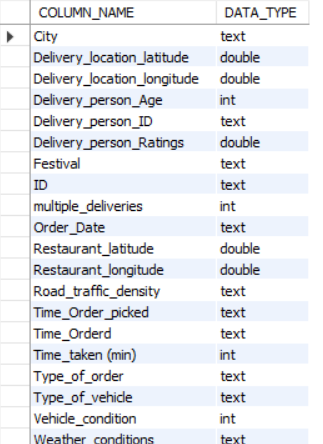 COLUMN_NAME DATA_TYPE
City text
Delivery_location_latitude double
Delivery_location_longitude double
Delivery_person_Age int
Delivery_person_ID text
Delivery_person_Ratings double
Festival text
ID text
multiple_deliveries int
Order_Date text
Restaurant_latitude double
Restaurant_longitude double
Road_traffic_density text
Time_Order_picked text
Time_Orderd text
Time_taken (min) int
Type_of_order text
Type_of_vehicle text
Vehicle_condition int
Weather_conditions text